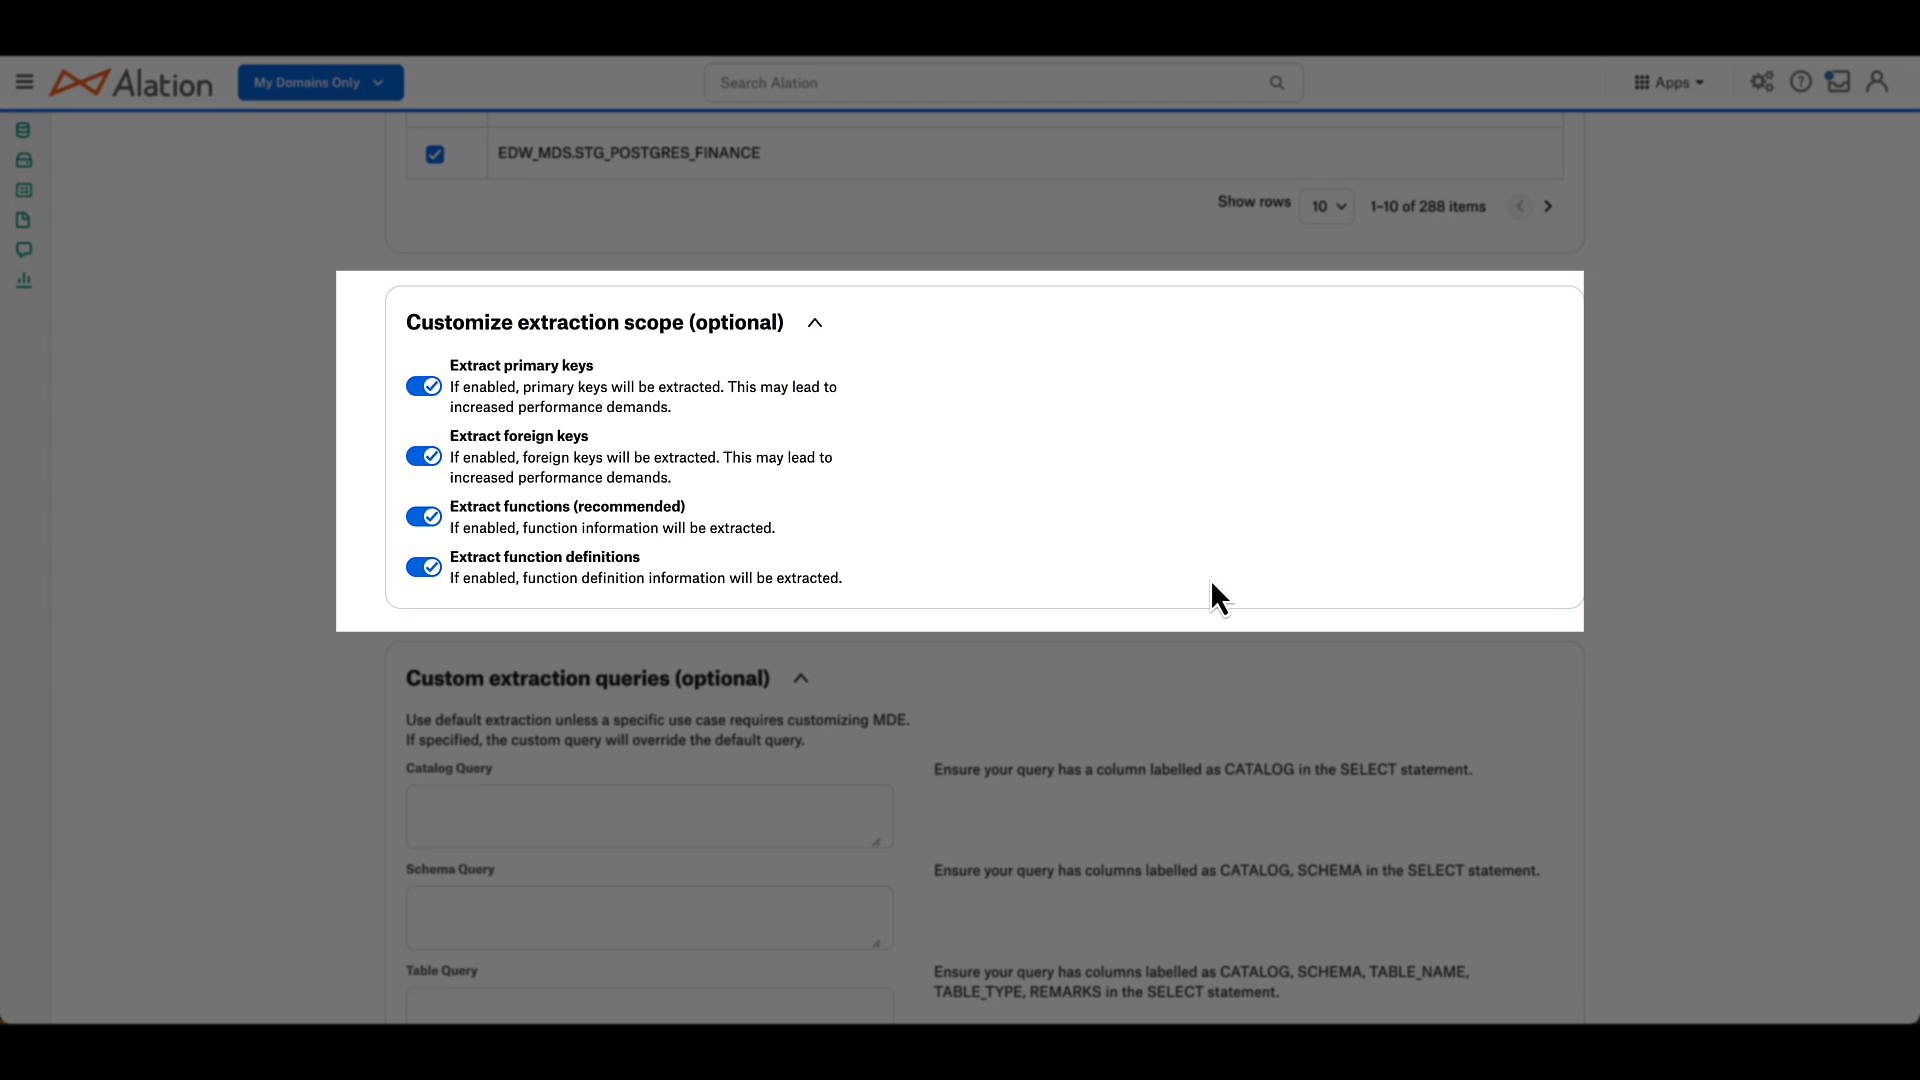 Alation
My Domains Only
Search Alation
Apps
EDW_MDS.STG_POSTGRES_FINANCE
Show rows 10 1-10 of 288 items
Customize extraction scope (optional)
Extract primary keys
If enabled, primary keys will be extracted. This may lead to
increased performance demands.
Extract foreign keys
If enabled, foreign keys will be extracted. This may lead to
increased performance demands.
Extract functions (recommended)
If enabled, function information will be extracted.
Extract function definitions
If enabled, function definition information will be extracted.
Custom extraction queries (optional)
Use default extraction unless a specific use case requires customizing MDE.
If specified, the custom query will override the default query.
Catalog Query
Ensure your query has a column labelled as CATALOG in the SELECT statement.
Schema Query
Ensure your query has columns labelled as CATALOG, SCHEMA in the SELECT statement.
Table Query
Ensure your query has columns labelled as CATALOG, SCHEMA, TABLE_NAME,
TABLE_TYPE, REMARKS in the SELECT statement.